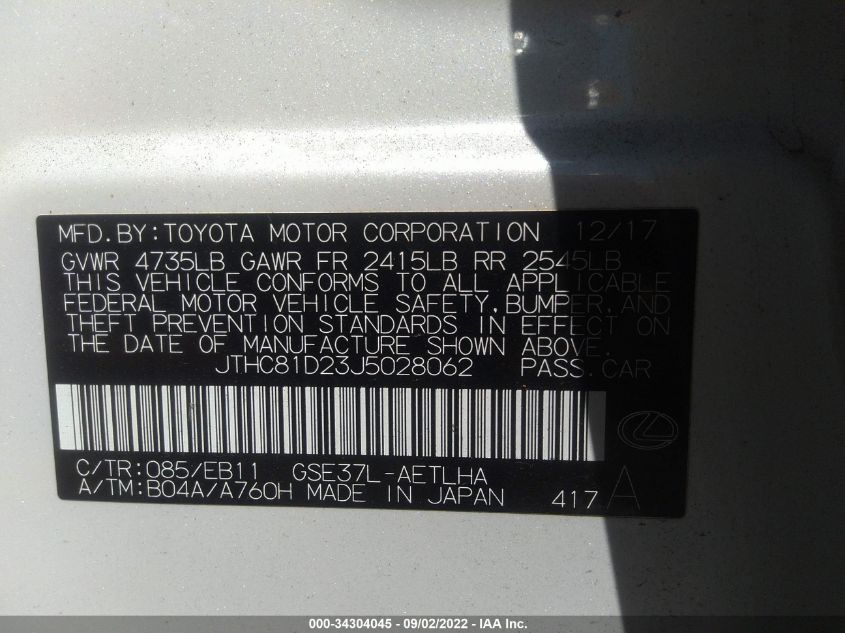 MFD.BY:TOYOTA MOTOR CORPORATION 12/17
GVWR 4735LB GAWR FR 2415LB RR 2545LB
THIS VEHICLE CONFORMS TO ALL APPLICABLE
FEDERAL MOTOR VEHICLE SAFETY,BUMPER,AND
THEFT PREVENTION STANDARDS IN EFFECT ON
THE DATE OF MANUFACTURE SHOWN ABOVE.
JTHC81D23J5028062 PASS.CAR
C/TR:085/EB11 GSE37L-AETLHA
A/TM:B04A/A760H MADE IN JAPAN 417 A
000-34304045 - 09/02/2022 - IAA Inc.